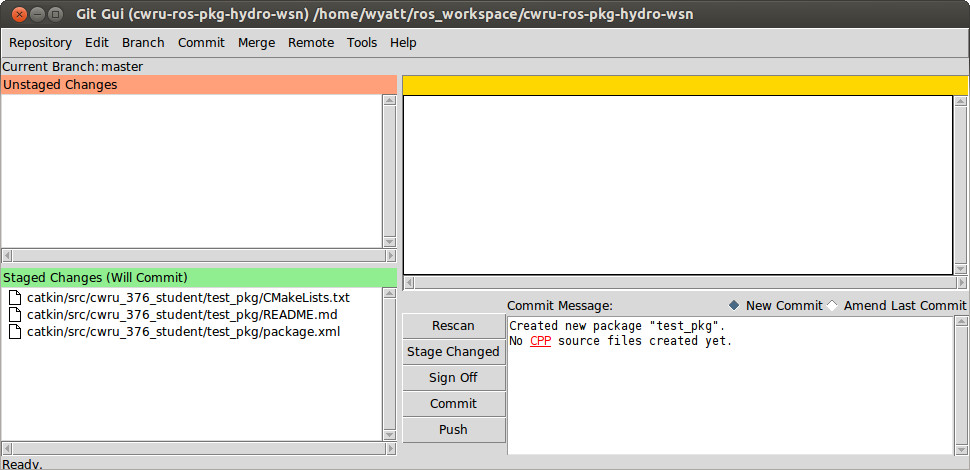 Git Gui (cwru-ros-pkg-hydro-wsn) /home/wyatt/ros_workspace/cwru-ros-pkg-hydro-wsn
Repository Edit Branch Commit Merge Remote Tools Help
Current Branch: master
Unstaged Changes
Staged Changes (Will Commit)
catkin/src/cwru_376_student/test_pkg/CMakeLists.txt
catkin/src/cwru_376_student/test_pkg/README.md
catkin/src/cwru_376_student/test_pkg/package.xml
Commit Message: New Commit Amend Last Commit
Rescan
Stage Changed
Sign Off
Commit
Push
Created new package "test_pkg".
No CPP source files created yet.
Ready.